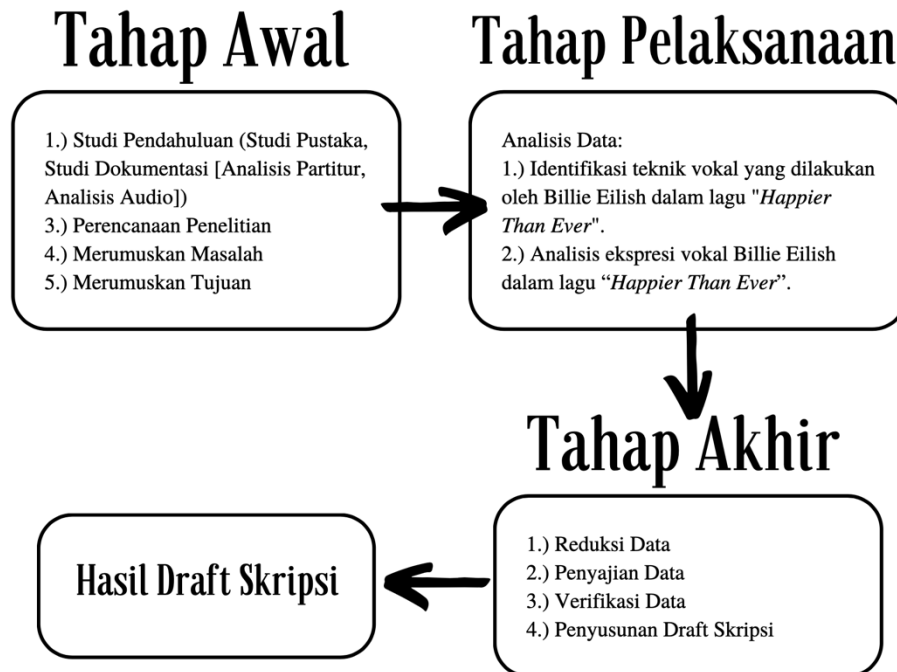 Tahap Awal
1.) Studi Pendahuluan (Studi Pustaka,
Studi Dokumentasi [Analisis Partitur,
Analisis Audio])
3.) Perencanaan Penelitian
4.) Merumuskan Masalah
5.) Merumuskan Tujuan
Tahap Pelaksanaan
Analisis Data:
1.) Identifikasi teknik vokal yang dilakukan
oleh Billie Eilish dalam lagu "Happier
Than Ever".
2.) Analisis ekspresi vokal Billie Eilish
dalam lagu “Happier Than Ever”.
Tahap Akhir
1.) Reduksi Data
2.) Penyajian Data
3.) Verifikasi Data
4.) Penyusunan Draft Skripsi
Hasil Draft Skripsi